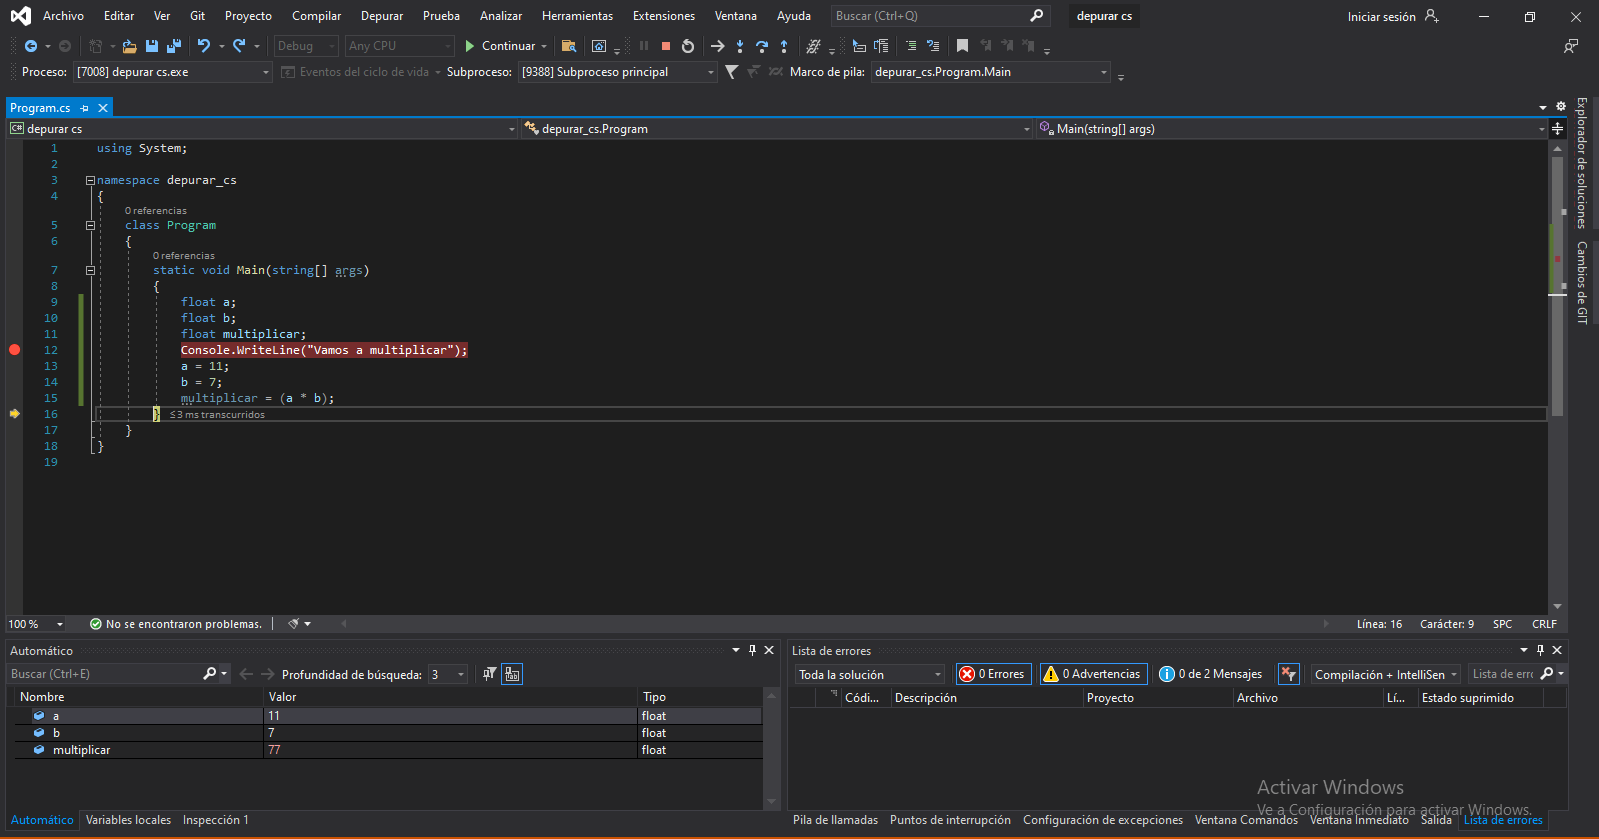 Archivo Editar Ver Git Proyecto Compilar Depurar Prueba Analizar Herramientas Extensiones Ventana Ayuda Buscar (Ctrl+Q) depurar cs Iniciar sesión
Debug Any CPU Continuar
Proceso: [7008] depurar cs.exe Eventos del ciclo de vida Subproceso: [9388] Subproceso principal Marco de pila: depurar_cs.Program.Main
Program.cs
C# depurar cs depurar_cs.Program Main(string[] args)
1 using System;
2
3 namespace depurar_cs
4 {
0 referencias
5 class Program
6 {
0 referencias
7 static void Main(string[] args)
8 {
9 float a;
10 float b;
11 float multiplicar;
12 Console.WriteLine("Vamos a multiplicar");
13 a = 11;
14 b = 7;
15 multiplicar = (a * b);
16 } ≤3 ms transcurridos
17 }
18 }
19
Explorador de soluciones
Cambios de GIT
100 % No se encontraron problemas. Línea: 16 Carácter: 9 SPC CRLF
Automático
Buscar (Ctrl+E) Profundidad de búsqueda: 3
Nombre Valor Tipo
a 11 float
b 7 float
multiplicar 77 float
Automático Variables locales Inspección 1
Lista de errores
Toda la solución 0 Errores 0 Advertencias 0 de 2 Mensajes Compilación + IntelliSen Lista de errc
Códi... Descripción Proyecto Archivo Lí... Estado suprimido
Activar Windows
Ve a Configuración para activar Windows.
Pila de llamadas Puntos de interrupción Configuración de excepciones Ventana Comandos Ventana Inmediato Salida Lista de errores